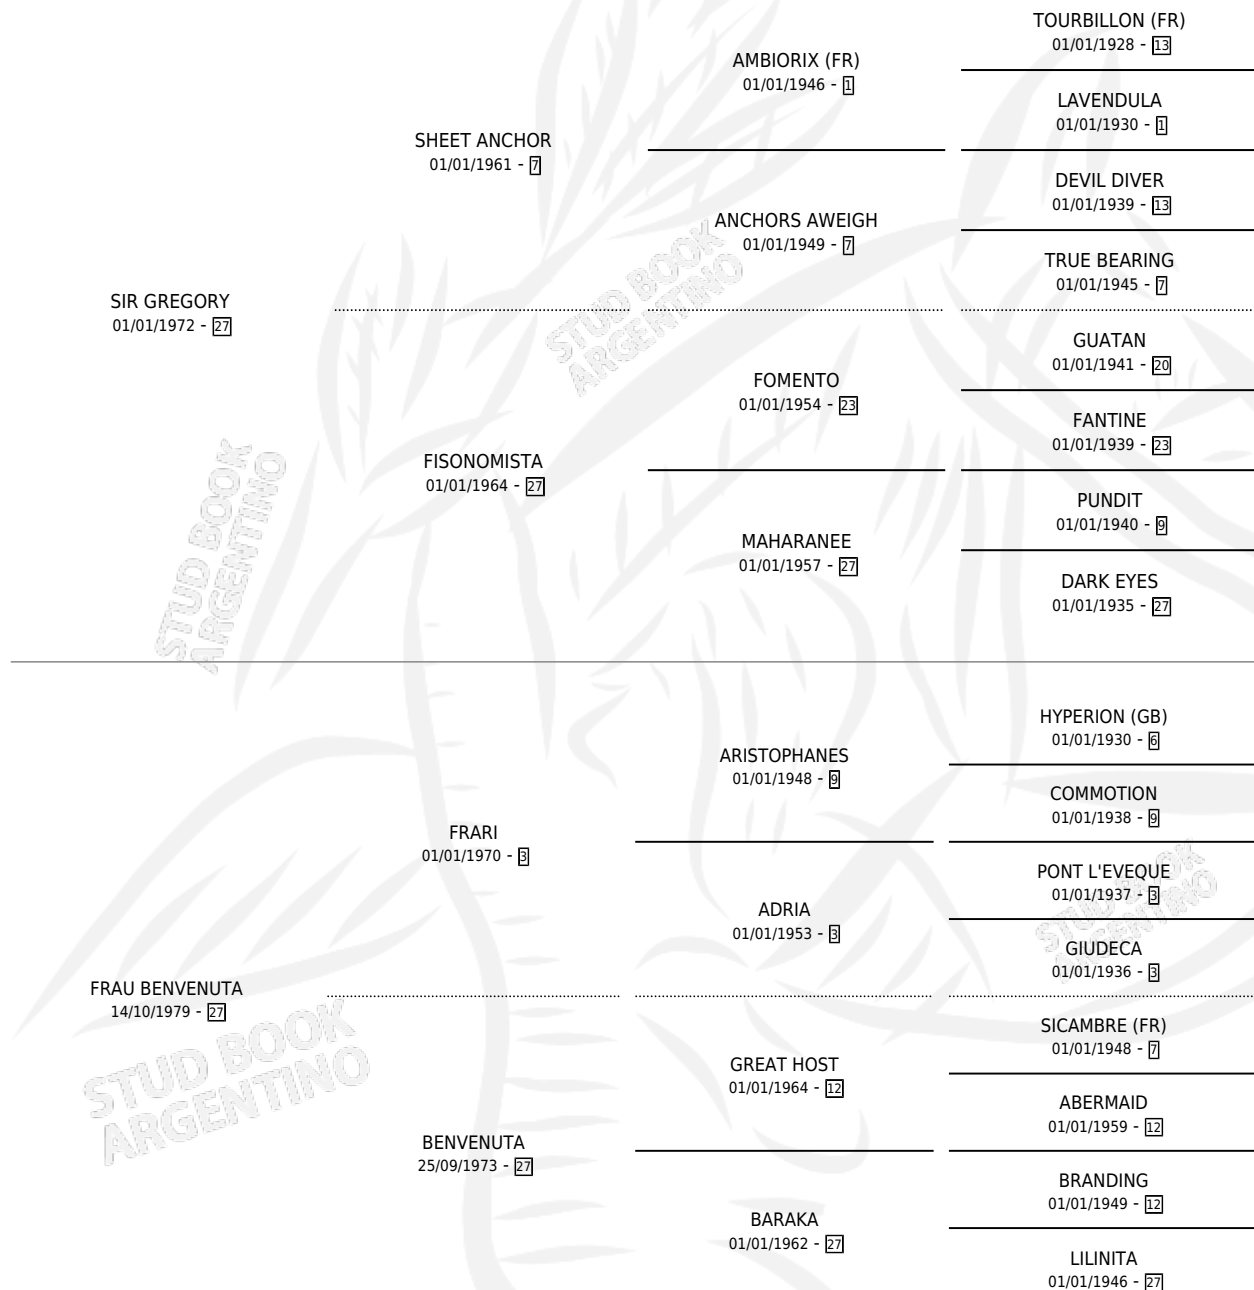 TOURBILLON (FR)
01/01/1928 - 13
AMBIORIX (FR)
01/01/1946 - 1
LAVENDULA
01/01/1930 - 1
SHEET ANCHOR
01/01/1961 - 7
DEVIL DIVER
01/01/1939 - 13
ANCHORS AWEIGH
01/01/1949 - 7
TRUE BEARING
01/01/1945 - 7
SIR GREGORY
01/01/1972 - 27
GUATAN
01/01/1941 - 20
FOMENTO
01/01/1954 - 23
FANTINE
01/01/1939 - 23
FISONOMISTA
01/01/1964 - 27
PUNDIT
01/01/1940 - 9
MAHARANEE
01/01/1957 - 27
DARK EYES
01/01/1935 - 27
HYPERION (GB)
01/01/1930 - 6
ARISTOPHANES
01/01/1948 - 9
COMMOTION
01/01/1938 - 9
FRARI
01/01/1970 - 3
PONT L'EVEQUE
01/01/1937 - 3
ADRIA
01/01/1953 - 3
GIUDECA
01/01/1936 - 3
FRAU BENVENUTA
14/10/1979 - 27
SICAMBRE (FR)
01/01/1948 - 7
GREAT HOST
01/01/1964 - 12
ABERMAID
01/01/1959 - 12
BENVENUTA
25/09/1973 - 27
BRANDING
01/01/1949 - 12
BARAKA
01/01/1962 - 27
LILINITA
01/01/1946 - 27
STUD BOOK
ARGENTINO
STUD BOOK
ARGENTINO
STUD BOOK
ARGENTINO
STUD BOOK
ARGENTINO